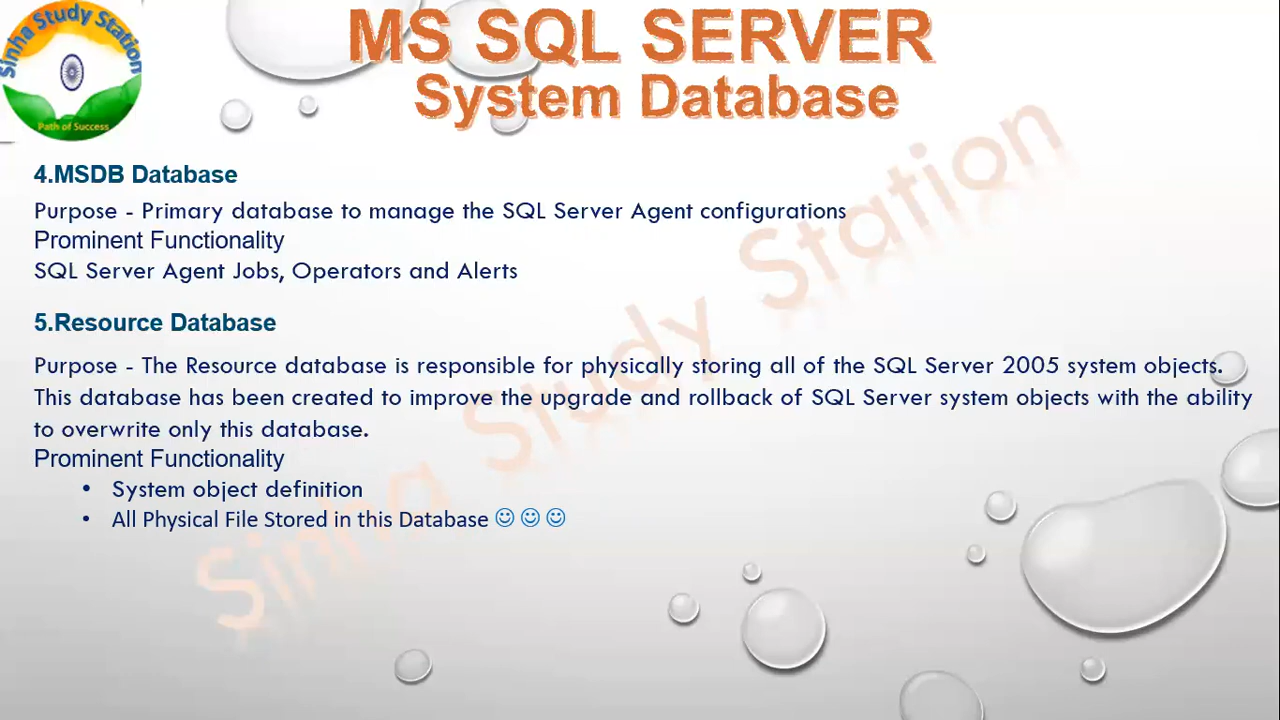 Sinha Study Station
Path of Success
MS SQL SERVER
System Database
4.MSDB Database
Purpose - Primary database to manage the SQL Server Agent configurations
Prominent Functionality
SQL Server Agent Jobs, Operators and Alerts
5.Resource Database
Purpose - The Resource database is responsible for physically storing all of the SQL Server 2005 system objects.
This database has been created to improve the upgrade and rollback of SQL Server system objects with the ability
to overwrite only this database.
Prominent Functionality
• System object definition
• All Physical File Stored in this Database ☺ ☺ ☺
Sinha Study Station